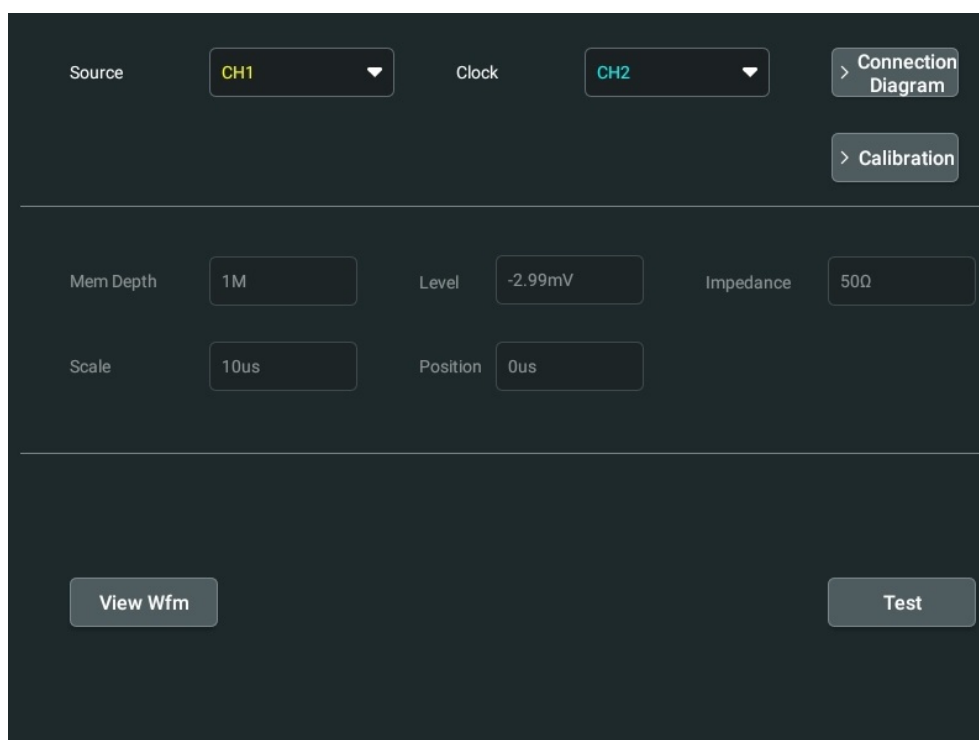 Source CH1 Clock CH2 > Connection
Diagram
> Calibration
Mem Depth 1M Level -2.99mV Impedance 50Ω
Scale 10us Position 0us
View Wfm Test